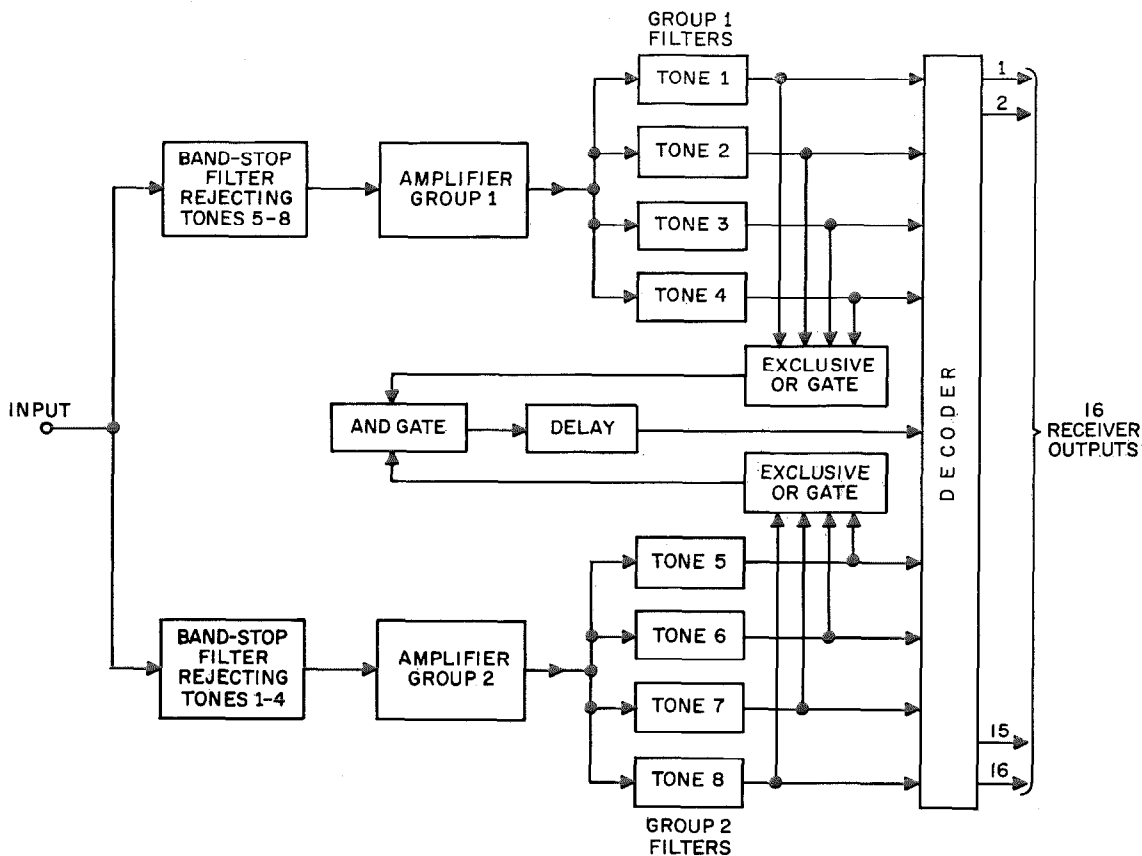 GROUP 1
FILTERS
TONE 1
TONE 2
TONE 3
TONE 4
BAND-STOP
FILTER
REJECTING
TONES 5-8
AMPLIFIER
GROUP 1
EXCLUSIVE
OR GATE
INPUT
AND GATE
DELAY
EXCLUSIVE
OR GATE
BAND-STOP
FILTER
REJECTING
TONES 1-4
AMPLIFIER
GROUP 2
TONE 5
TONE 6
TONE 7
TONE 8
GROUP 2
FILTERS
DECODER
1
2
16
RECEIVER
OUTPUTS
15
16